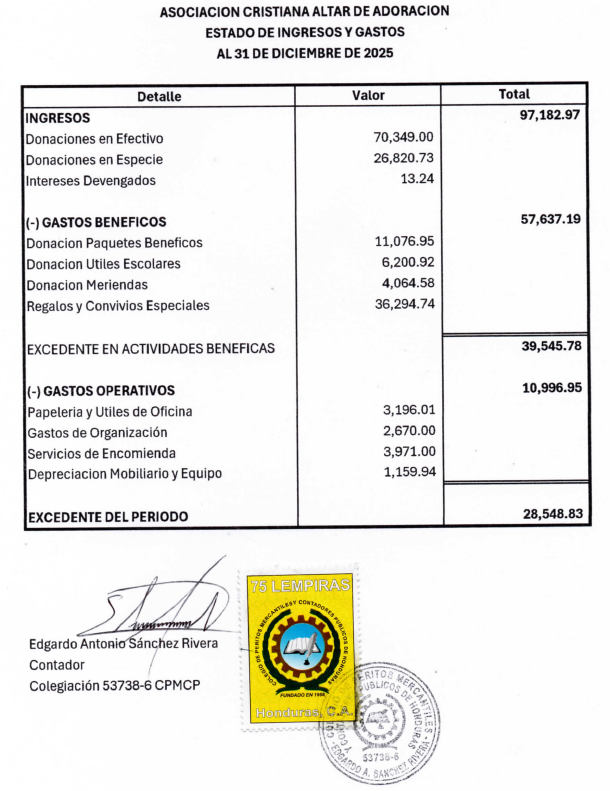 ASOCIACION CRISTIANA ALTAR DE ADORACION
ESTADO DE INGRESOS Y GASTOS
AL 31 DE DICIEMBRE DE 2025
Detalle Valor Total
INGRESOS 97,182.97
Donaciones en Efectivo 70,349.00
Donaciones en Especie 26,820.73
Intereses Devengados 13.24
(-) GASTOS BENEFICOS 57,637.19
Donacion Paquetes Beneficos 11,076.95
Donacion Utiles Escolares 6,200.92
Donacion Meriendas 4,064.58
Regalos y Convivios Especiales 36,294.74
EXCEDENTE EN ACTIVIDADES BENEFICAS 39,545.78
(-) GASTOS OPERATIVOS 10,996.95
Papeleria y Utiles de Oficina 3,196.01
Gastos de Organización 2,670.00
Servicios de Encomienda 3,971.00
Depreciacion Mobiliario y Equipo 1,159.94
EXCEDENTE DEL PERIODO 28,548.83
Edgardo Antonio Sánchez Rivera
Contador
Colegiación 53738-6 CPMCP
75 LEMPIRAS
COLEGIO DE PERITOS MERCANTILES Y CONTADORES PUBLICOS DE HONDURAS
FUNDADO EN
Honduras, C.A.
PERITOS MERCANTILES
PUBLICOS DE HONDURAS
53738-6
EDGARDO A. SANCHEZ RIVERA